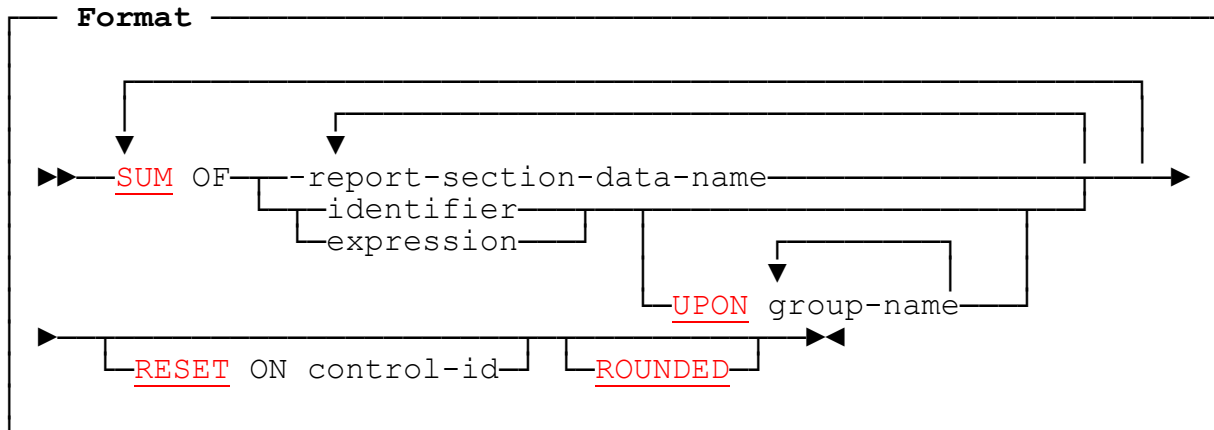 Format
SUM OF -report-section-data-name
identifier
expression
UPON group-name
RESET ON control-id ROUNDED